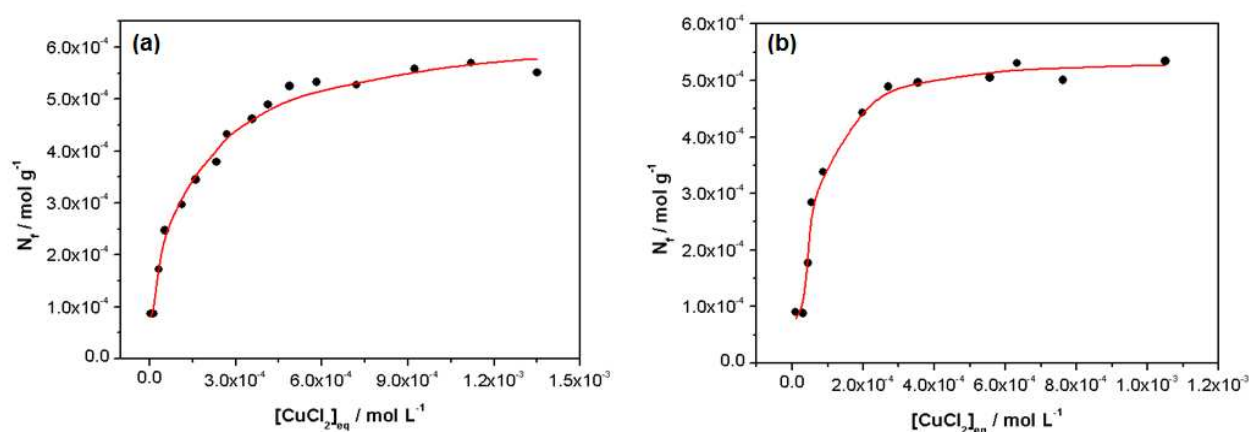 (a)
6.0x10⁻⁴
5.0x10⁻⁴
4.0x10⁻⁴
3.0x10⁻⁴
2.0x10⁻⁴
1.0x10⁻⁴
0.0
N_f / mol g⁻¹
0.0 3.0x10⁻⁴ 6.0x10⁻⁴ 9.0x10⁻⁴ 1.2x10⁻³ 1.5x10⁻³
[CuCl₂]_eq / mol L⁻¹
(b)
6.0x10⁻⁴
5.0x10⁻⁴
4.0x10⁻⁴
3.0x10⁻⁴
2.0x10⁻⁴
1.0x10⁻⁴
0.0
N_f / mol g⁻¹
0.0 2.0x10⁻⁴ 4.0x10⁻⁴ 6.0x10⁻⁴ 8.0x10⁻⁴ 1.0x10⁻³ 1.2x10⁻³
[CuCl₂]_eq / mol L⁻¹